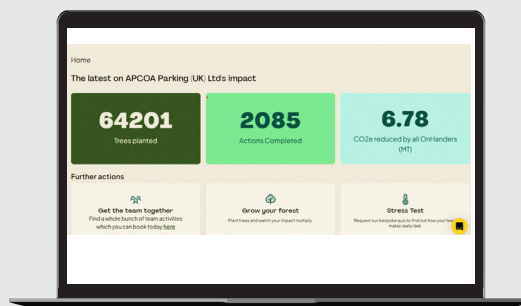 Home
The latest on APCOA Parking (UK) Ltd's impact
64201
Trees planted
2085
Actions Completed
6.78
CO2e reduced by all OnHanders
(MT)
Further actions
Get the team together
Find a whole bunch of team activities
which you can book today here
Grow your forest
Plant trees and watch your impact multiply.
Stress Test
Request our bespoke quiz to find out how your team
mates really feel.